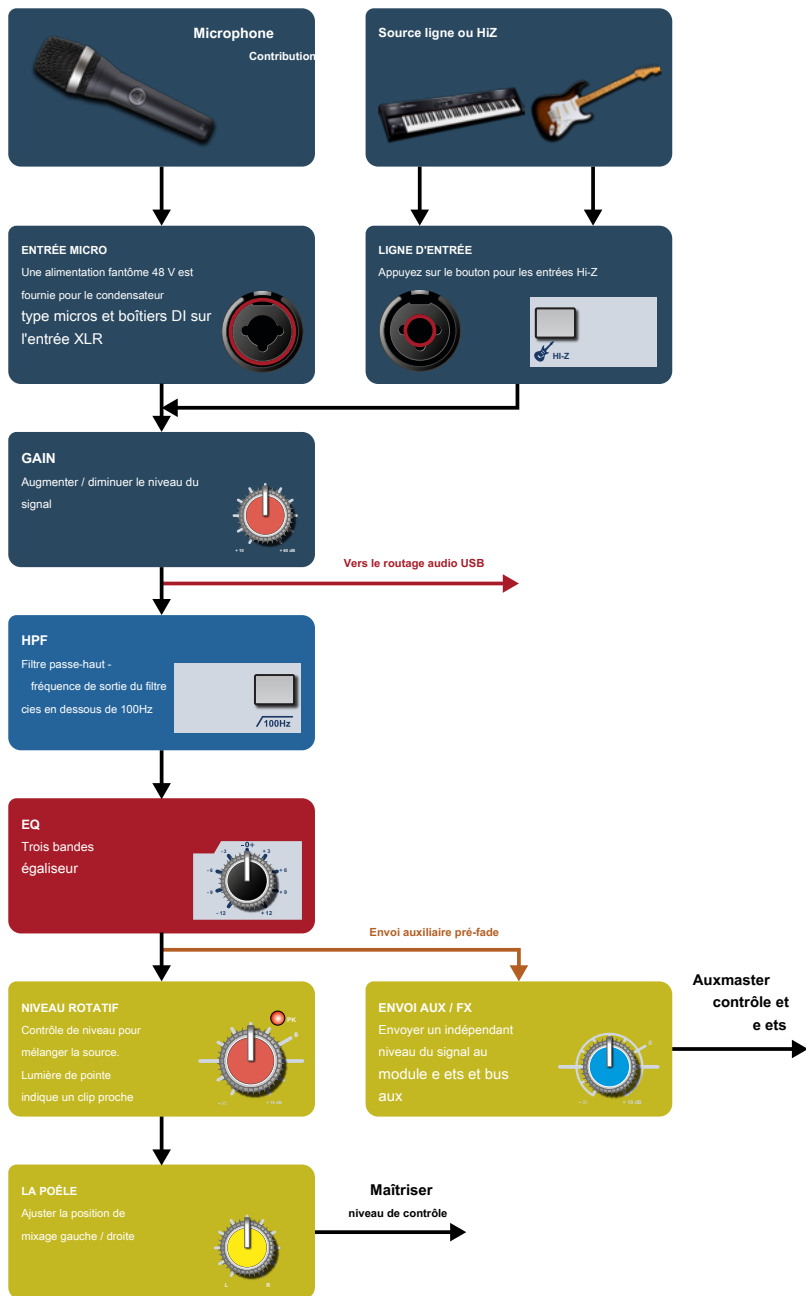 Microphone
Contribution
Source ligne ou HiZ
ENTRÉE MICRO
Une alimentation fantôme 48 V est
fournie pour le condensateur
type micros et boîtiers DI sur
l'entrée XLR
LIGNE D'ENTRÉE
Appuyez sur le bouton pour les entrées Hi-Z
HI-Z
GAIN
Augmenter / diminuer le niveau du
signal
+60 dB
Vers le routage audio USB
HPF
Filtre passe-haut -
fréquence de sortie du filtre
cies en dessous de 100Hz
100Hz
EQ
Trois bandes
égaliseur
-0+
-3 +3
-6 +6
-9 +9
-12 +12
Envoi auxiliaire pré-fade
NIVEAU ROTATIF
Contrôle de niveau pour
mélanger la source.
Lumière de pointe
indique un clip proche
PK
ENVOI AUX / FX
Envoyer un indépendant
niveau du signal au
module e ets et bus
aux
Auxmaster
contrôle et
e ets
LA POÊLE
Ajuster la position de
mixage gauche / droite
L R
Maîtriser
niveau de contrôle